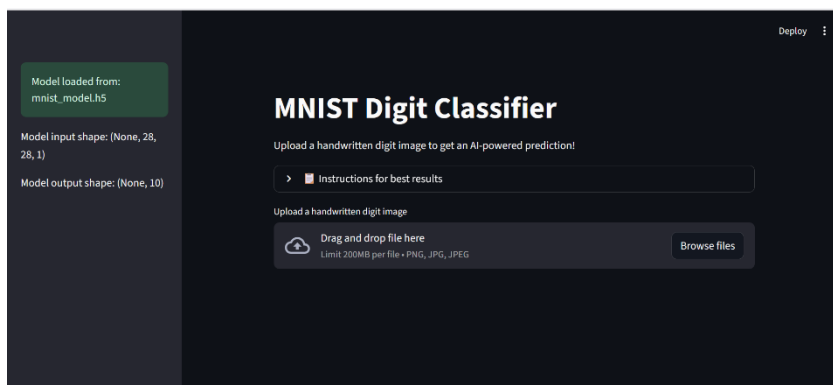 Deploy
Model loaded from:
mnist_model.h5
Model input shape: (None, 28,
28, 1)
Model output shape: (None, 10)
MNIST Digit Classifier
Upload a handwritten digit image to get an AI-powered prediction!
Instructions for best results
Upload a handwritten digit image
Drag and drop file here
Limit 200MB per file • PNG, JPG, JPEG
Browse files